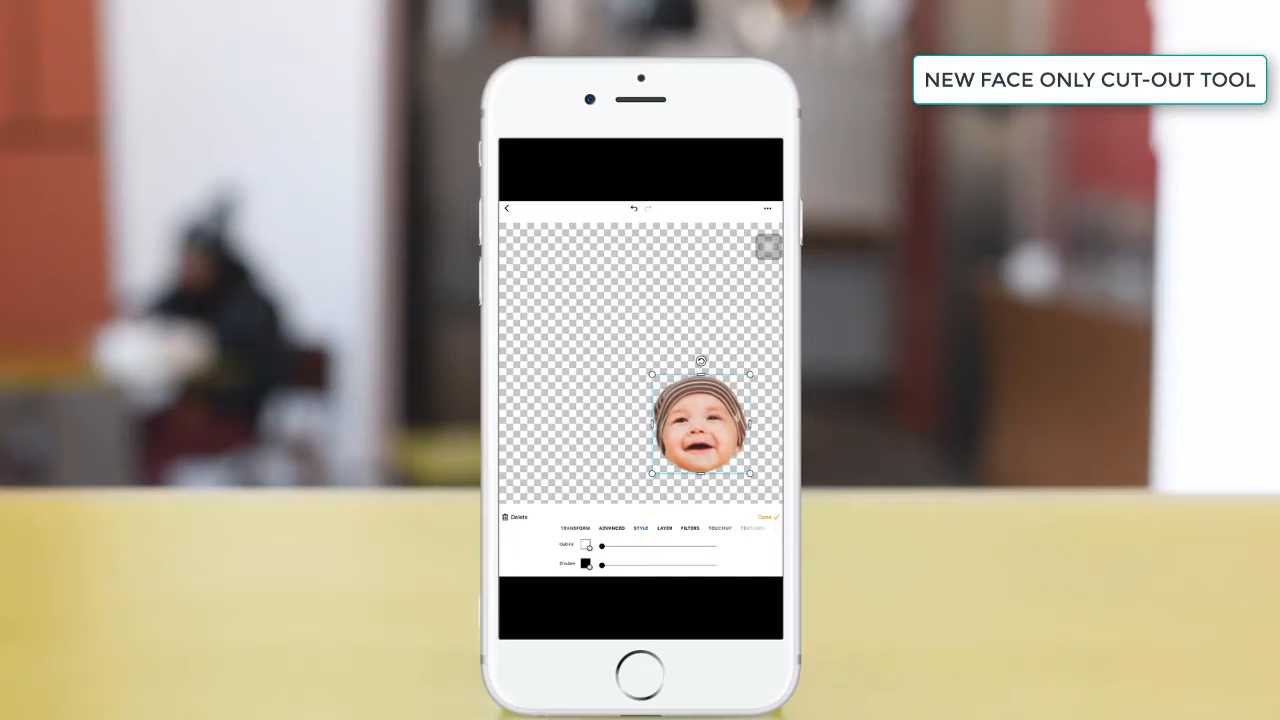 NEW FACE ONLY CUT-OUT TOOL
Delete
Done
TRANSFORM ADVANCED STYLE LAYER FILTERS TOUCHUP TEXTURES
Outline
Shadow